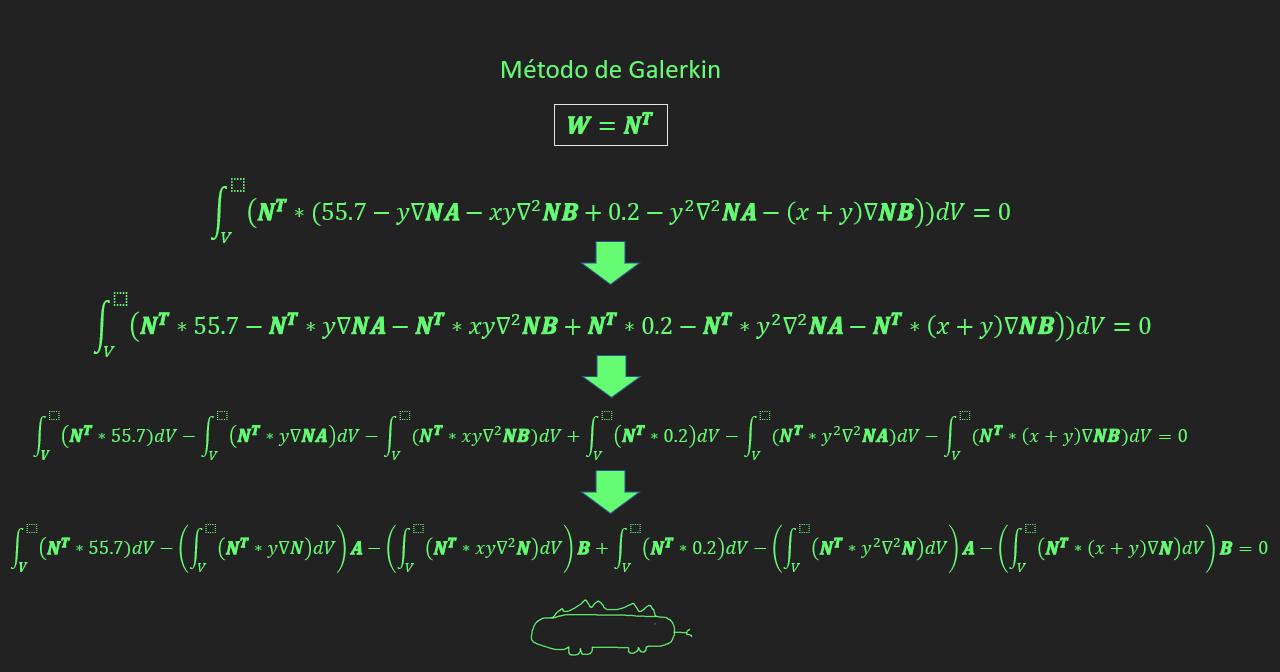 Método de Galerkin
W = N^T
∫_V (N^T * (55.7 − y∇NA − xy∇²NB + 0.2 − y²∇²NA − (x + y)∇NB))dV = 0
∫_V (N^T * 55.7 − N^T * y∇NA − N^T * xy∇²NB + N^T * 0.2 − N^T * y²∇²NA − N^T * (x + y)∇NB))dV = 0
∫_V (N^T * 55.7)dV − ∫_V (N^T * y∇NA)dV − ∫_V (N^T * xy∇²NB)dV + ∫_V (N^T * 0.2)dV − ∫_V (N^T * y²∇²NA)dV − ∫_V (N^T * (x + y)∇NB)dV = 0
∫_V (N^T * 55.7)dV − (∫_V (N^T * y∇N)dV) A − (∫_V (N^T * xy∇²N)dV) B + ∫_V (N^T * 0.2)dV − (∫_V (N^T * y²∇²N)dV) A − (∫_V (N^T * (x + y)∇N)dV) B = 0